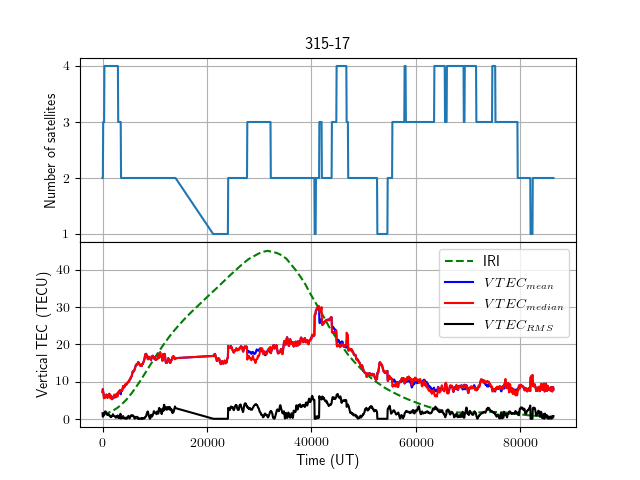 315-17
Number of satellites
4
3
2
1
Vertical TEC (TECU)
40
30
20
10
0
IRI
VTEC_mean
VTEC_median
VTEC_RMS
0 20000 40000 60000 80000
Time (UT)